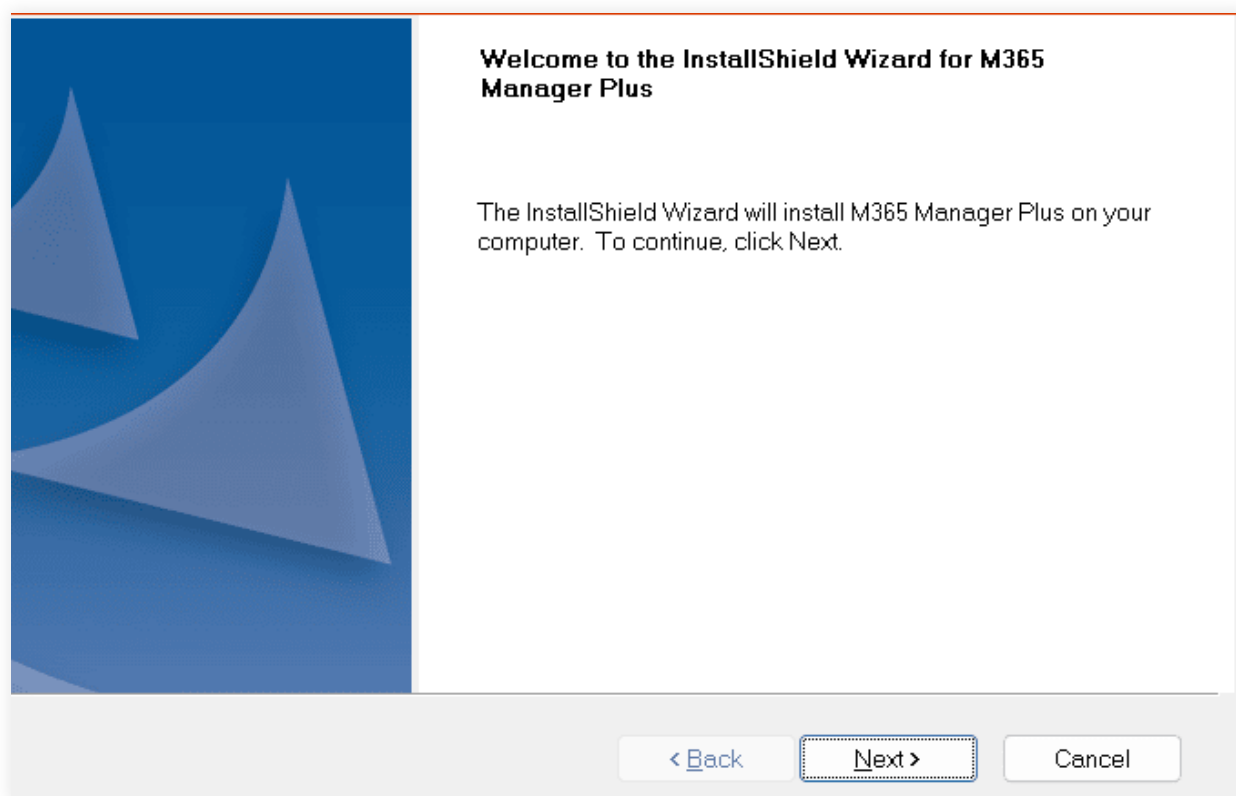 Welcome to the InstallShield Wizard for M365
Manager Plus
The InstallShield Wizard will install M365 Manager Plus on your
computer.  To continue, click Next.
< Back
Next >
Cancel